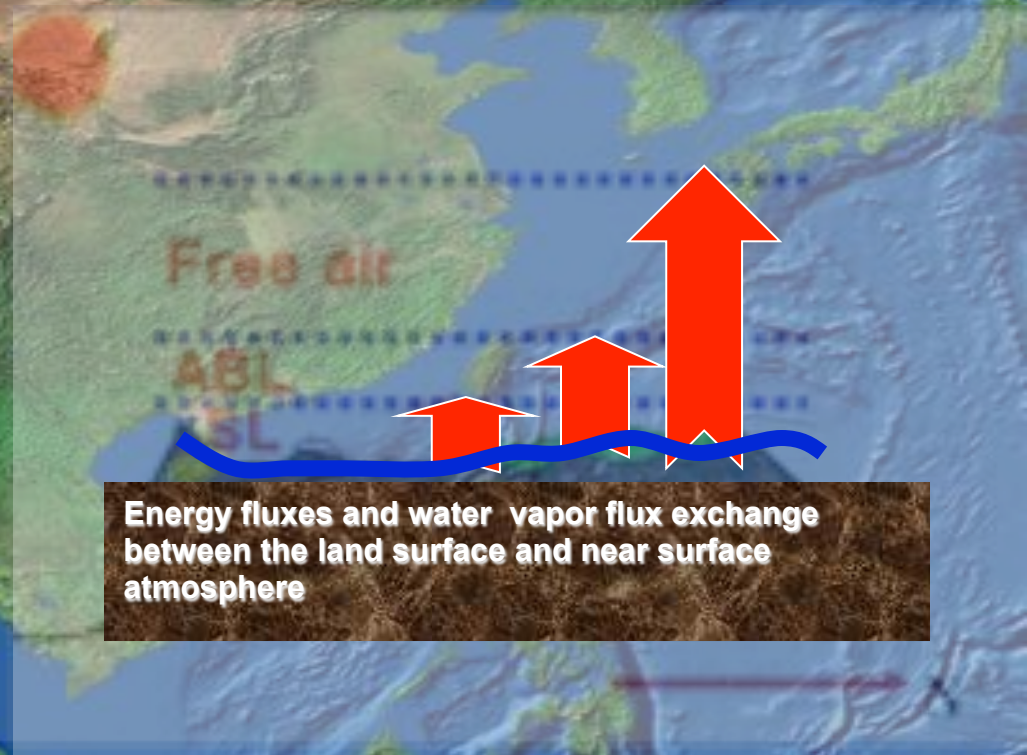 Free air
ABL
SL
Energy fluxes and water  vapor flux exchange
between the land surface and near surface
atmosphere
X